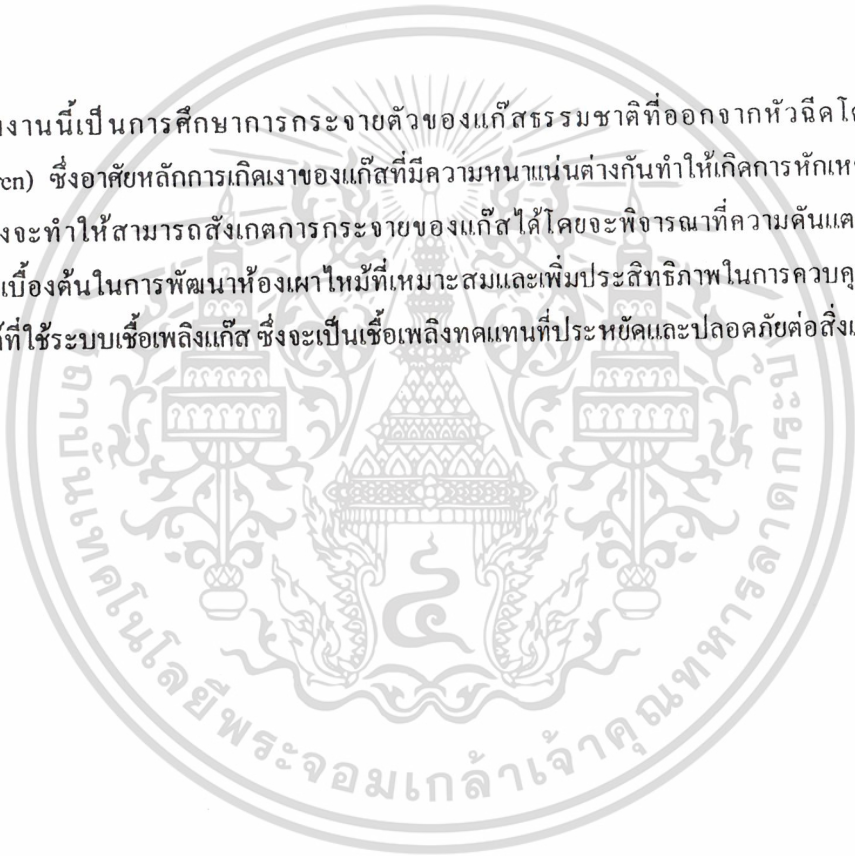 งานนี้เป็นการศึกษาการกระจายตัวของแก๊สธรรมชาติที่ออกจากหัวฉีด
ซึ่งอาศัยหลักการเกิดเงาของแก๊สที่มีความหนาแน่นต่างกันทำให้เกิดการหักเห
จะทำให้สามารถสังเกตการกระจายของแก๊สได้โดยจะพิจารณาที่ความดัน
เบื้องต้นในการพัฒนาห้องเผาไหม้ที่เหมาะสมและเพิ่มประสิทธิภาพในการ
ที่ใช้ระบบเชื้อเพลิงแก๊ส ซึ่งจะเป็นเชื้อเพลิงทดแทนที่ประหยัดและปลอดภัยต่อ
สถาบันเทคโนโลยีพระจอมเกล้าเจ้าคุณทหารลาดกระบัง